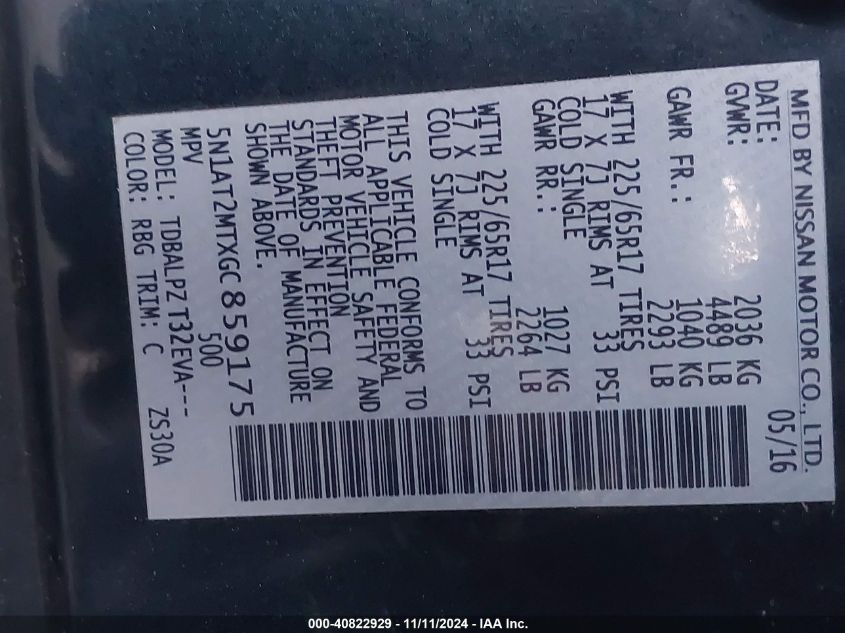 MFD BY NISSAN MOTOR CO., LTD.
DATE: 05/16
GVWR: 2036 KG
4489 LB
GAWR FR.: 1040 KG
2293 LB
WITH 225/65R17 TIRES
17 X 7J RIMS AT 33 PSI
COLD SINGLE
GAWR RR.: 1027 KG
2264 LB
WITH 225/65R17 TIRES
17 X 7J RIMS AT 33 PSI
COLD SINGLE
THIS VEHICLE CONFORMS TO
ALL APPLICABLE FEDERAL
MOTOR VEHICLE SAFETY AND
THEFT PREVENTION
STANDARDS IN EFFECT ON
THE DATE OF MANUFACTURE
SHOWN ABOVE.
5N1AT2MTXGC859175
MPV 500
MODEL: TDBALPZ T32EVA---
COLOR: RBG TRIM: C ZS30A
000-40822929 - 11/11/2024 - IAA Inc.